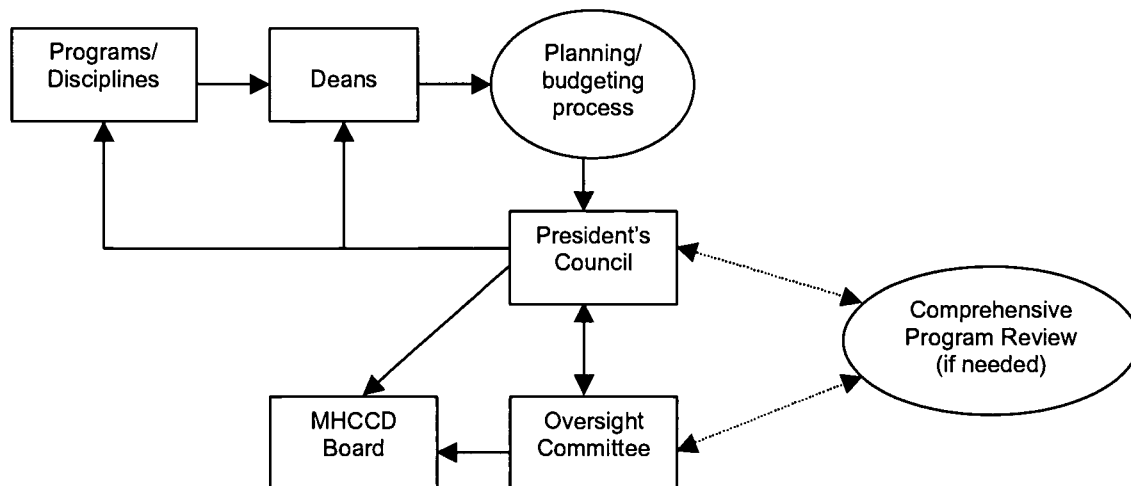 Programs/
Disciplines
Deans
Planning/
budgeting
process
President's
Council
Comprehensive
Program Review
(if needed)
MHCCD
Board
Oversight
Committee